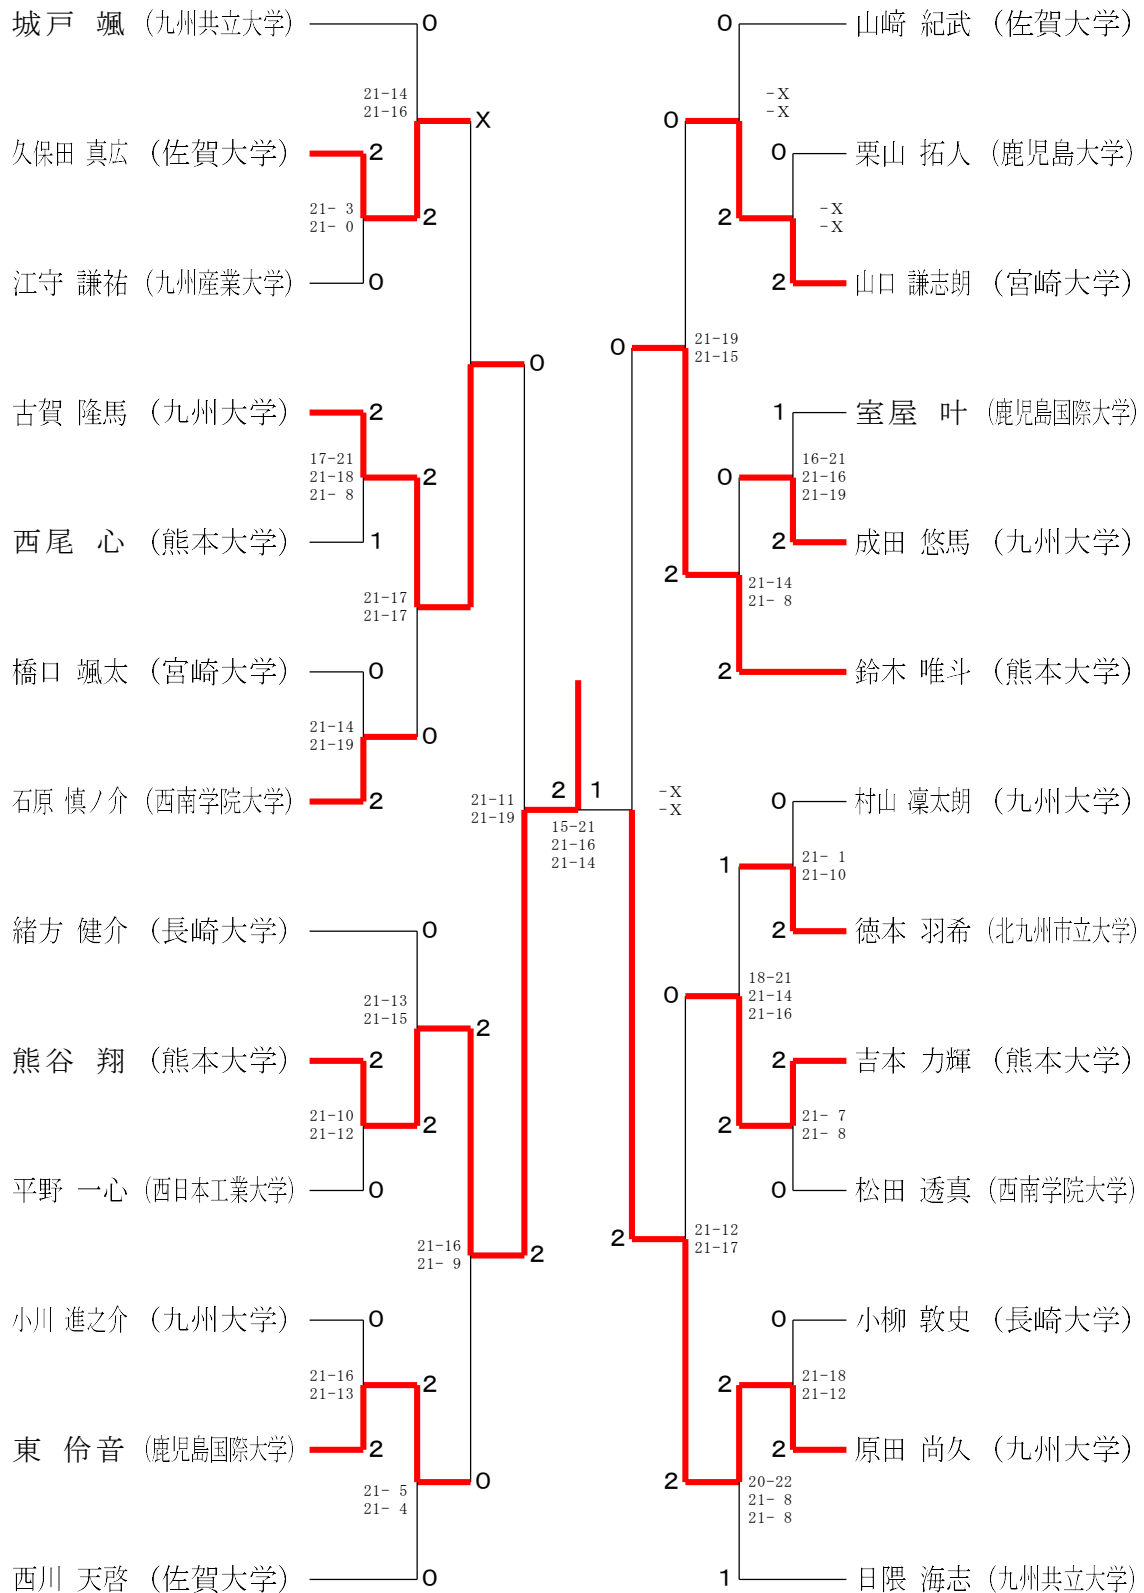 城戸 颯 (九州共立大学) 0
21-14
21-16
X
久保田 真広 (佐賀大学) 2
21- 3
21- 0
2
江守 謙祐 (九州産業大学) 0
0
古賀 隆馬 (九州大学) 2
17-21
21-18
21- 8
2
西尾 心 (熊本大学) 1
21-17
21-17
橋口 颯太 (宮崎大学) 0
21-14
21-19
0
石原 慎ノ介 (西南学院大学) 2
21-11
21-19
緒方 健介 (長崎大学) 0
21-13
21-15
2
熊谷 翔 (熊本大学) 2
21-10
21-12
2
平野 一心 (西日本工業大学) 0
21-16
21- 9
2
小川 進之介 (九州大学) 0
21-16
21-13
2
東 伶音 (鹿児島国際大学) 2
21- 5
21- 4
0
西川 天啓 (佐賀大学) 0
2 1
15-21
21-16
21-14
0 山﨑 紀武 (佐賀大学)
-X
-X
0
0 栗山 拓人 (鹿児島大学)
-X
-X
2
2 山口 謙志朗 (宮崎大学)
0
21-19
21-15
1 室屋 叶 (鹿児島国際大学)
16-21
21-16
21-19
0
2 成田 悠馬 (九州大学)
2
21-14
21- 8
2 鈴木 唯斗 (熊本大学)
-X
-X
0 村山 凜太朗 (九州大学)
21- 1
21-10
1
2 徳本 羽希 (北九州市立大学)
18-21
21-14
21-16
0
2 吉本 力輝 (熊本大学)
21- 7
21- 8
2
0 松田 透真 (西南学院大学)
2
21-12
21-17
0 小柳 敦史 (長崎大学)
21-18
21-12
2
2 原田 尚久 (九州大学)
2
20-22
21- 8
21- 8
1 日隈 海志 (九州共立大学)